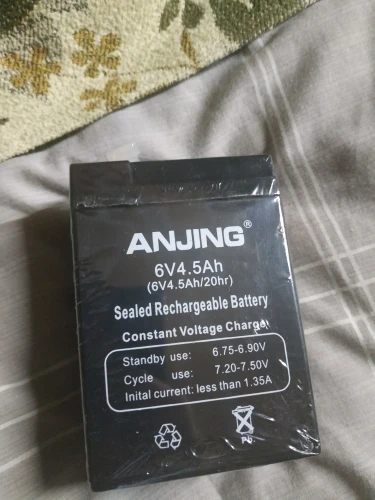 ANJING®
6V4.5Ah
(6V4.5Ah/20hr)
Sealed Rechargeable Battery
Constant Voltage Charge
Standby use: 6.75-6.90V
Cycle use: 7.20-7.50V
Inital current: less than 1.35A
Pb